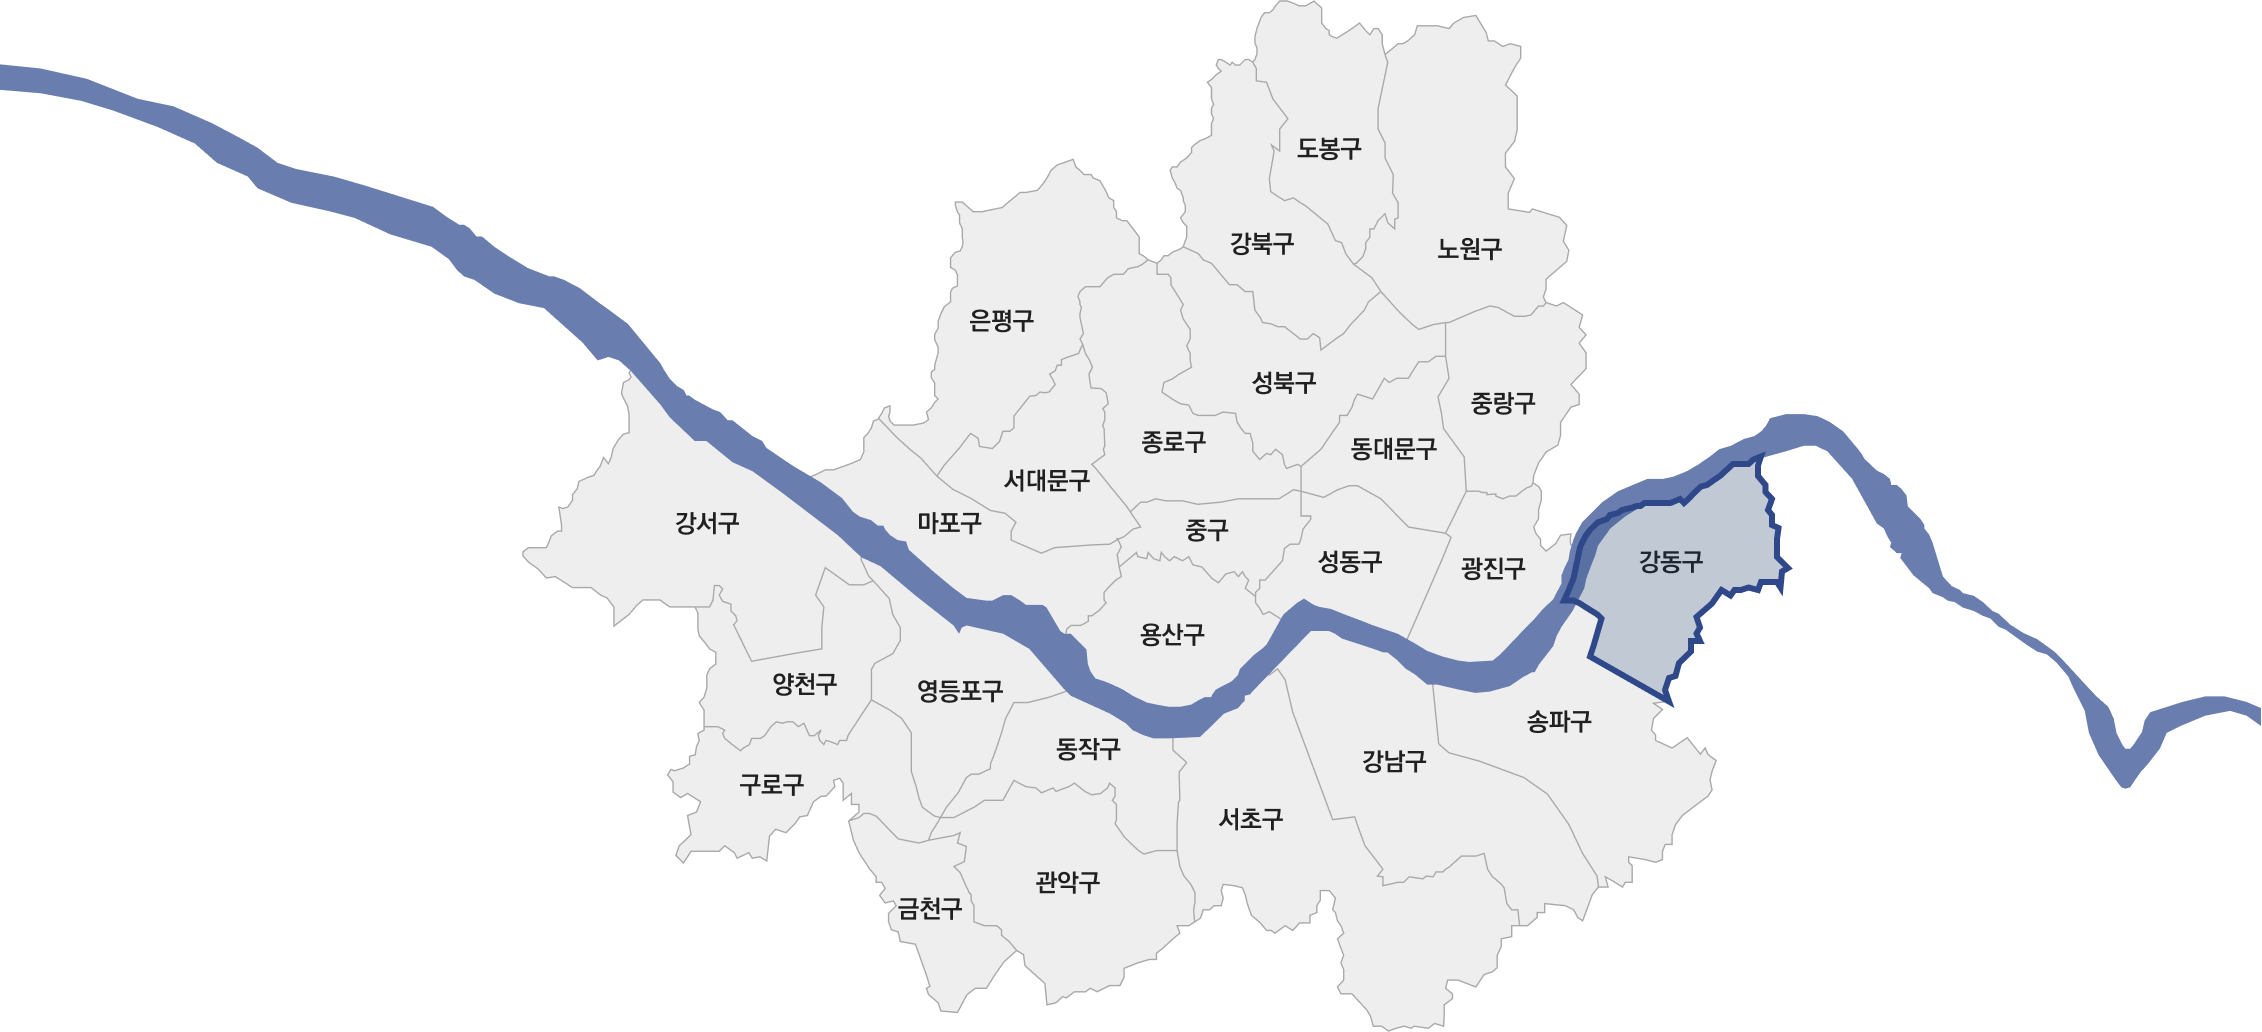 도봉구
강북구
노원구
은평구
성북구
중랑구
종로구
동대문구
서대문구
강서구
마포구
중구
성동구
광진구
강동구
용산구
양천구
영등포구
송파구
동작구
강남구
구로구
서초구
관악구
금천구